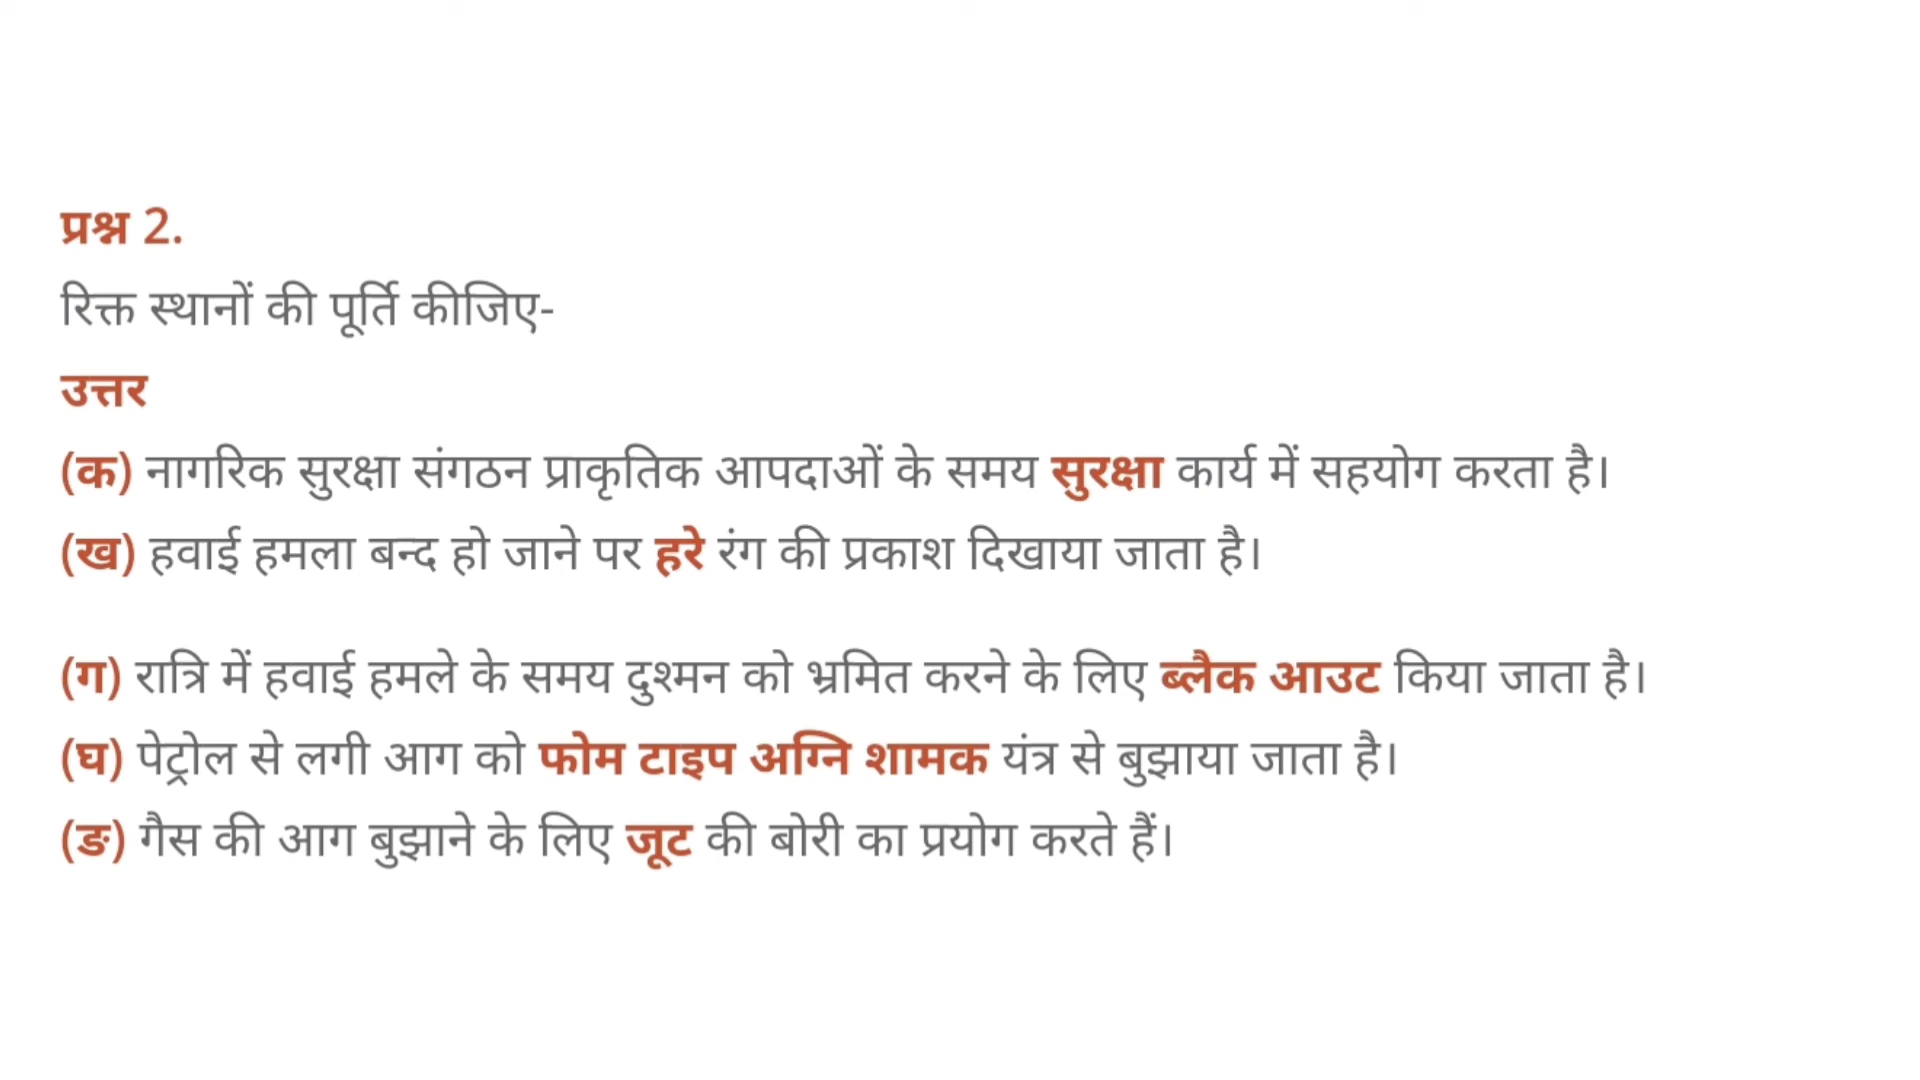 प्रश्न 2.
रिक्त स्थानों की पूर्ति कीजिए-
उत्तर
(क) नागरिक सुरक्षा संगठन प्राकृतिक आपदाओं के समय सुरक्षा कार्य में सहयोग करता है।
(ख) हवाई हमला बन्द हो जाने पर हरे रंग की प्रकाश दिखाया जाता है।
(ग) रात्रि में हवाई हमले के समय दुश्मन को भ्रमित करने के लिए ब्लैक आउट किया जाता है।
(घ) पेट्रोल से लगी आग को फोम टाइप अग्नि शामक यंत्र से बुझाया जाता है।
(ङ) गैस की आग बुझाने के लिए जूट की बोरी का प्रयोग करते हैं।